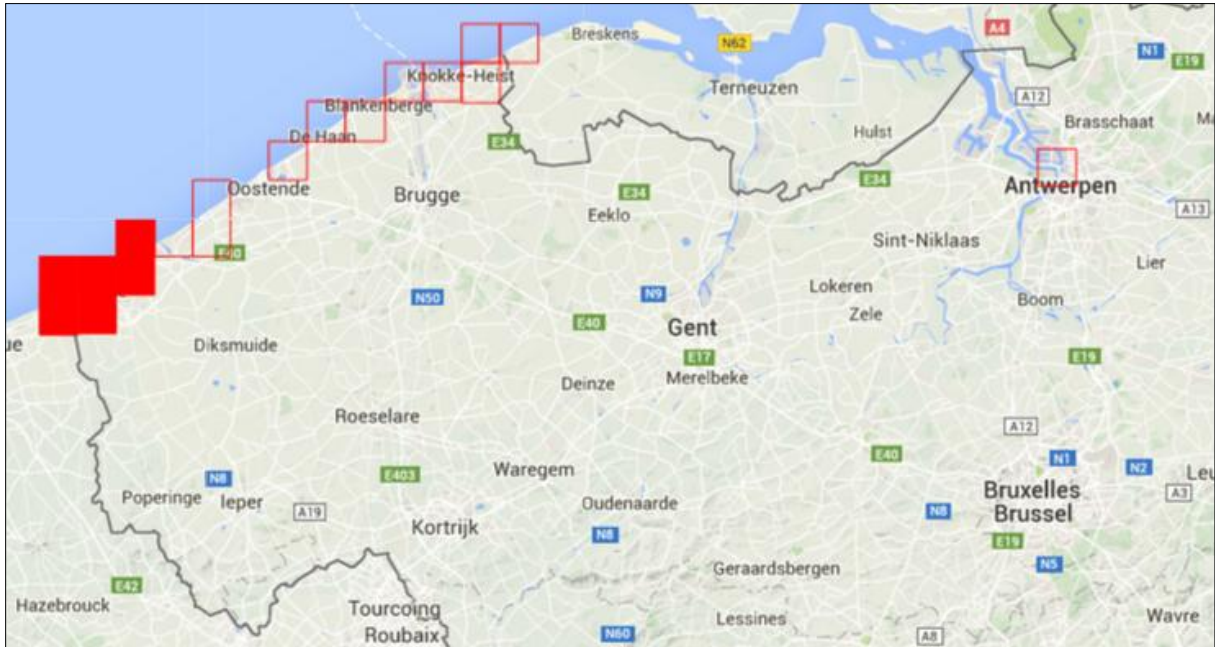 A4
Breskens
N62
N1
E19
Knokke-Heist
Terneuzen
A12
Blankenberge
Brasschaat
De Haan
E34
Hulst
Oostende
Brugge
E34
E34
Antwerpen
A13
Eeklo
Sint-Niklaas
E40
Lier
N50
N9
Lokeren
Boom
Zele
E40
Gent
ue
Diksmuide
E17
E19
Deinze
Merelbeke
Roeselare
A12
E40
N1
N8
E403
Waregem
N2
Leu
Poperinge
Ieper
A19
Oudenaarde
Bruxelles
Brussel
A3
Kortrijk
N8
N8
E19
N5
Geraardsbergen
E42
Hazebrouck
Tourcoing
Roubaix
Lessines
Wavre
N60
A8